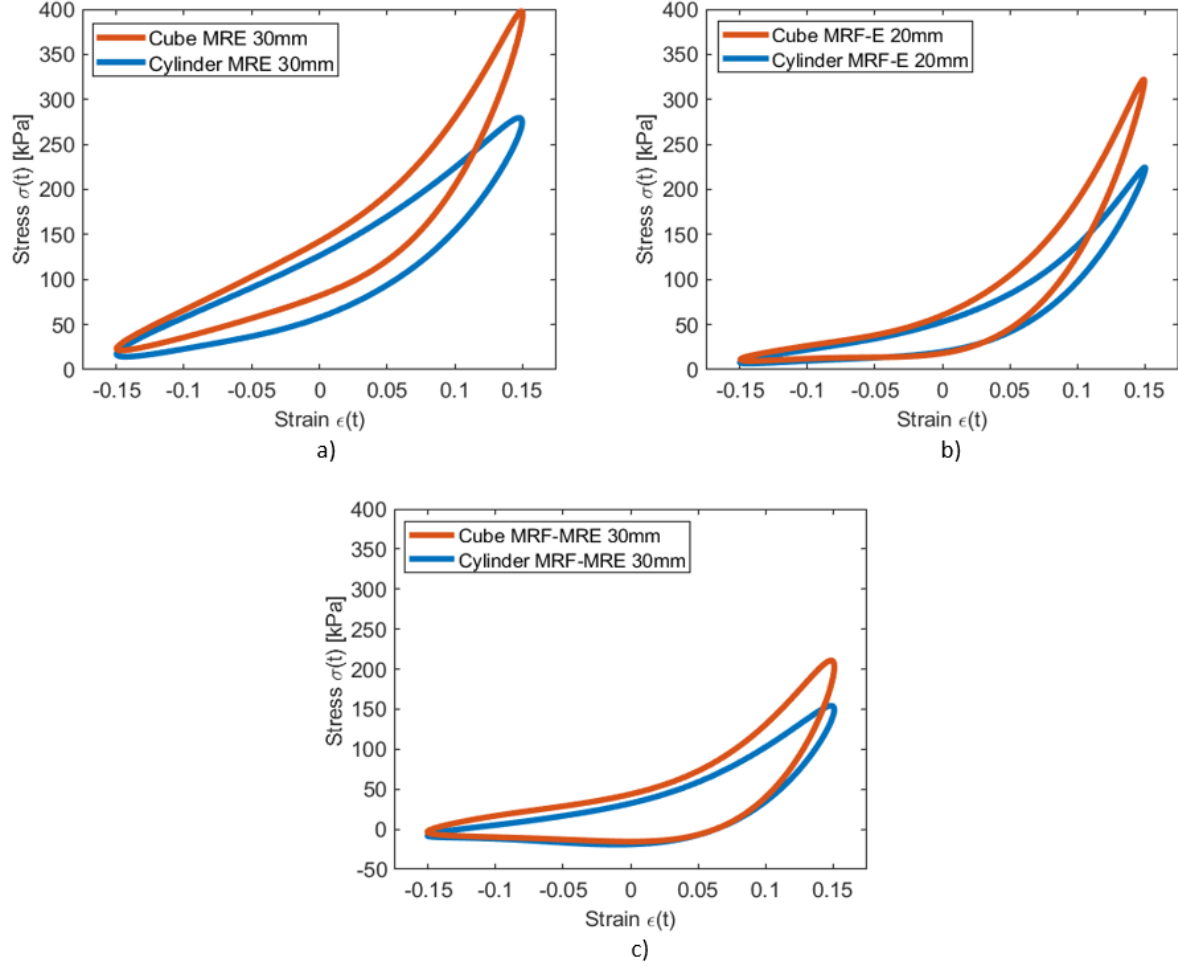 400
350
300
250
200
150
100
50
0
Stress σ(t) [kPa]
Cube MRE 30mm
Cylinder MRE 30mm
-0.15 -0.1 -0.05 0 0.05 0.1 0.15
Strain ϵ(t)
a)
400
350
300
250
200
150
100
50
0
Stress σ(t) [kPa]
Cube MRF-E 20mm
Cylinder MRF-E 20mm
-0.15 -0.1 -0.05 0 0.05 0.1 0.15
Strain ϵ(t)
b)
400
350
300
250
200
150
100
50
0
-50
Stress σ(t) [kPa]
Cube MRF-MRE 30mm
Cylinder MRF-MRE 30mm
-0.15 -0.1 -0.05 0 0.05 0.1 0.15
Strain ϵ(t)
c)